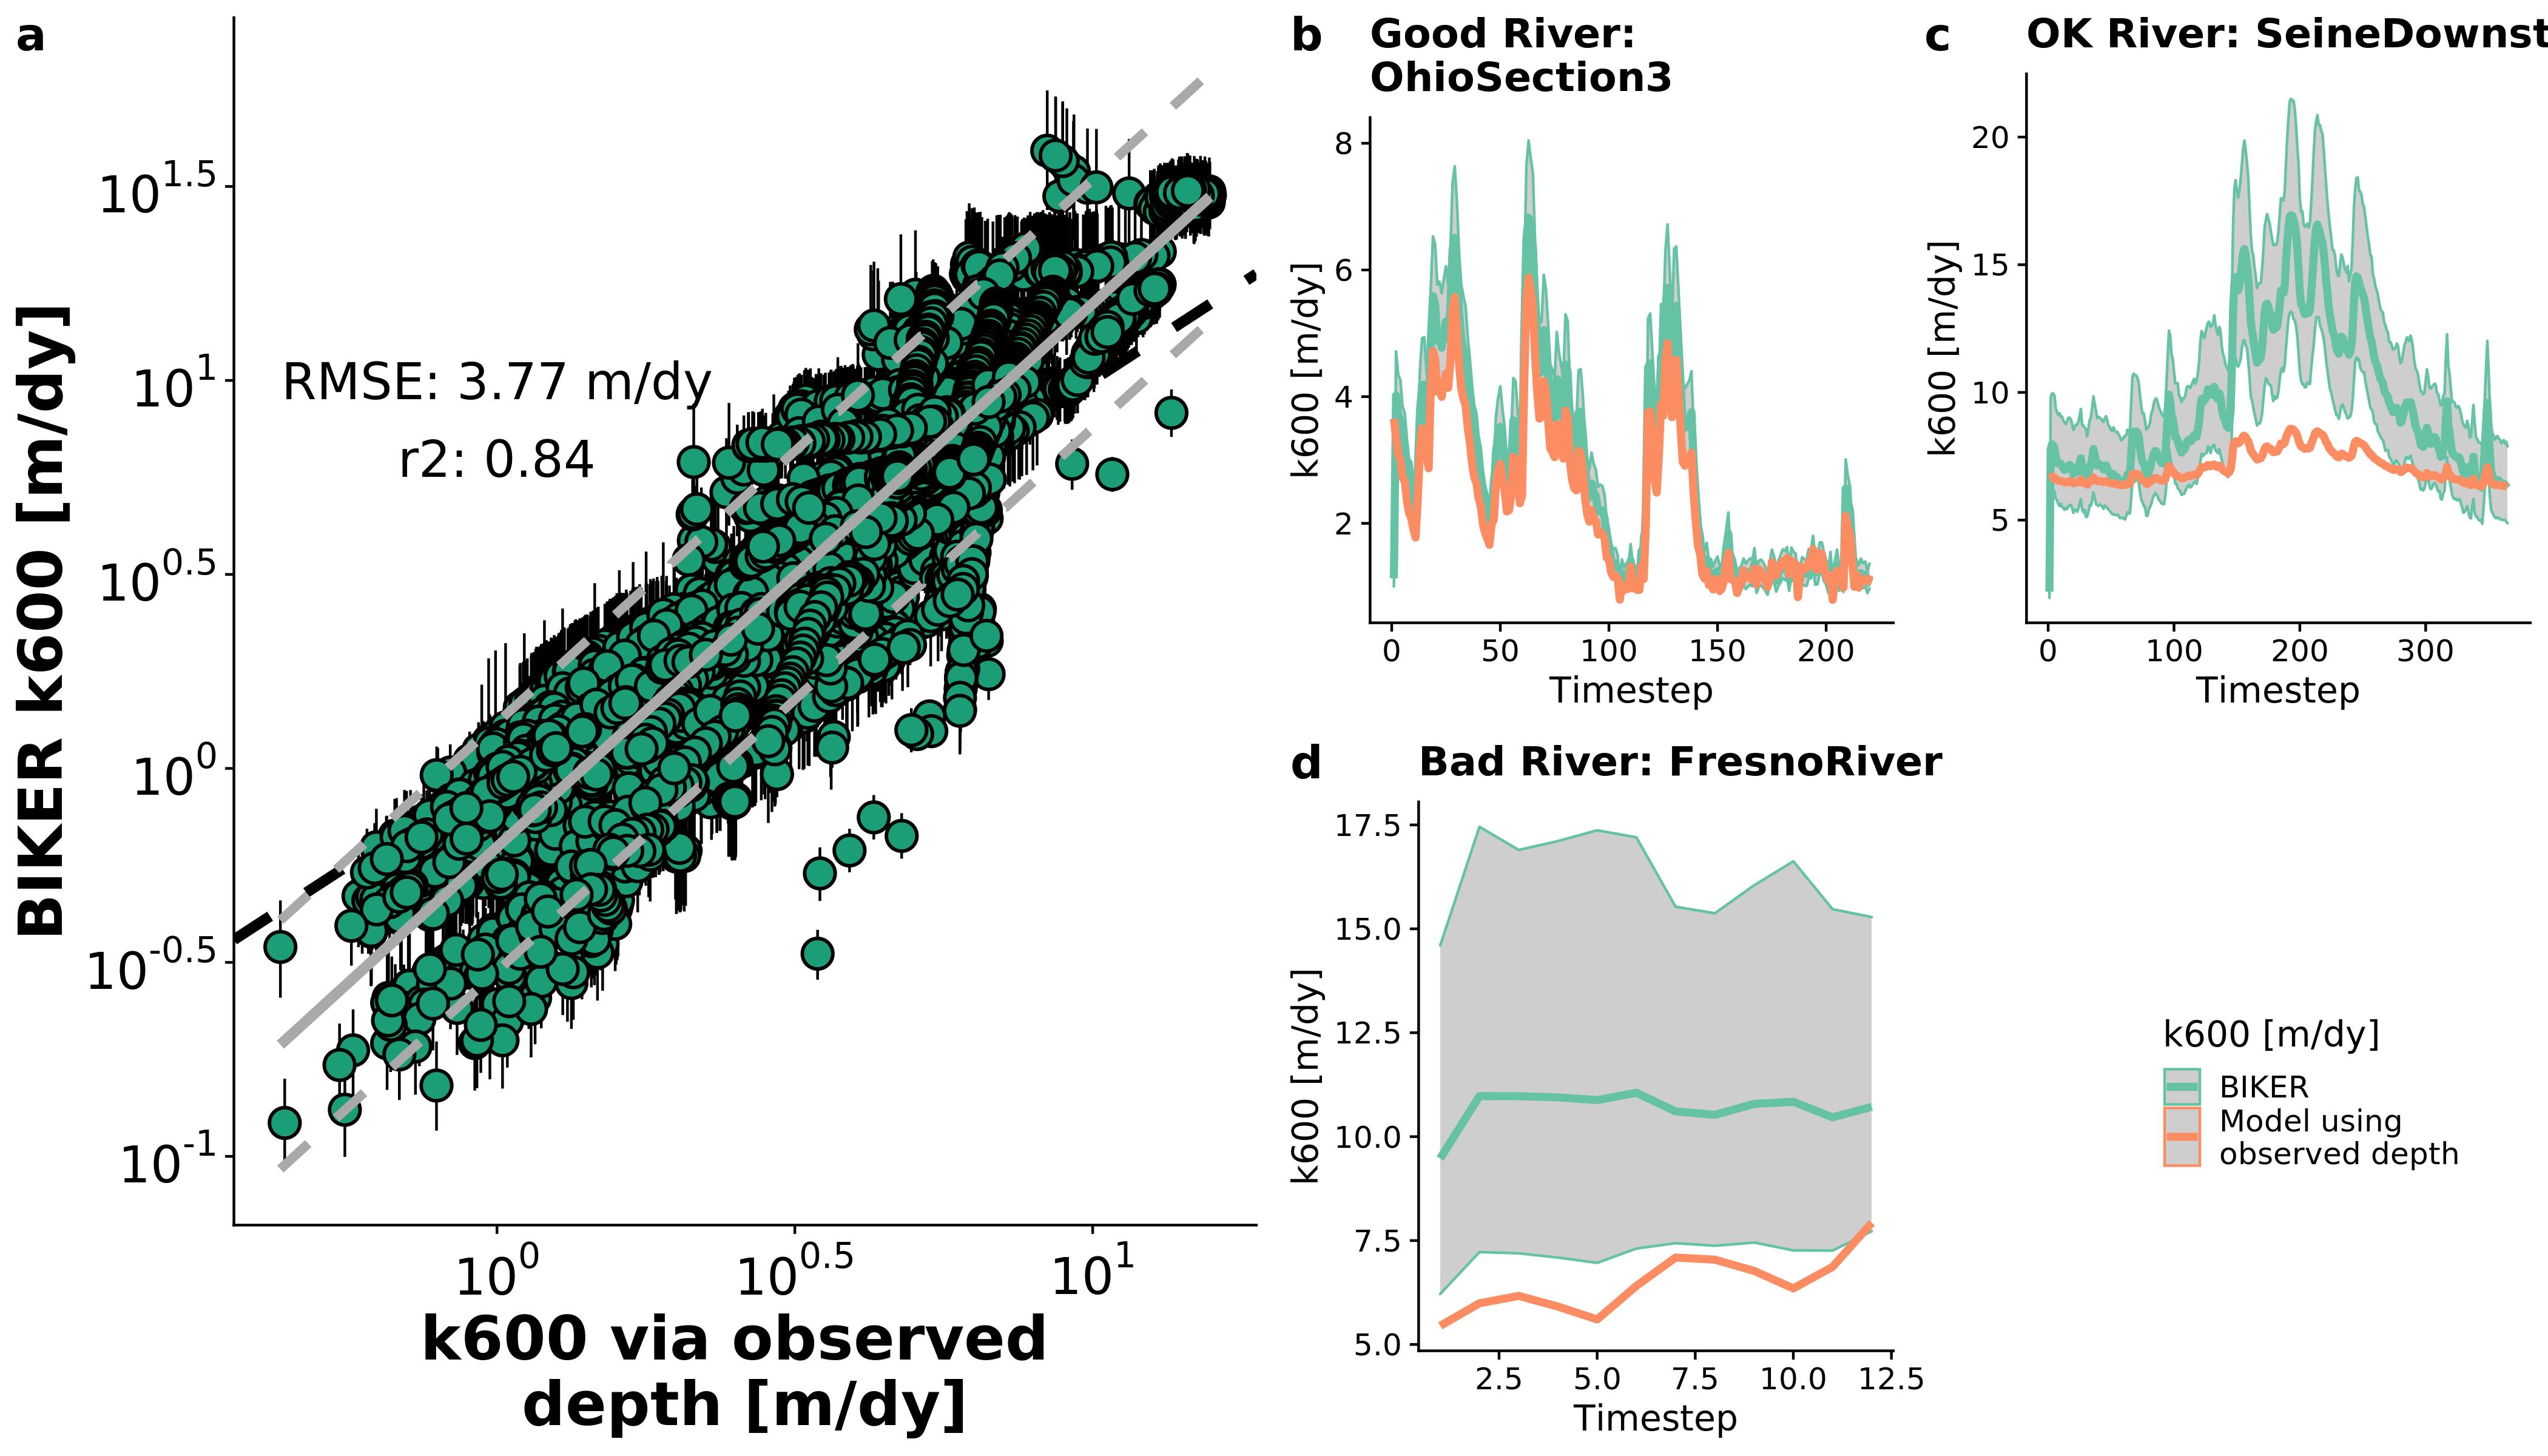 a
BIKER k600 [m/dy]
10^1.5
10^1
10^0.5
10^0
10^-0.5
10^-1
RMSE: 3.77 m/dy
r2: 0.84
10^0 10^0.5 10^1
k600 via observed
depth [m/dy]
b
Good River:
OhioSection3
k600 [m/dy]
8
6
4
2
0 50 100 150 200
Timestep
c
OK River: SeineDownst
k600 [m/dy]
20
15
10
5
0 100 200 300
Timestep
d
Bad River: FresnoRiver
k600 [m/dy]
17.5
15.0
12.5
10.0
7.5
5.0
2.5 5.0 7.5 10.0 12.5
Timestep
k600 [m/dy]
BIKER
Model using
observed depth